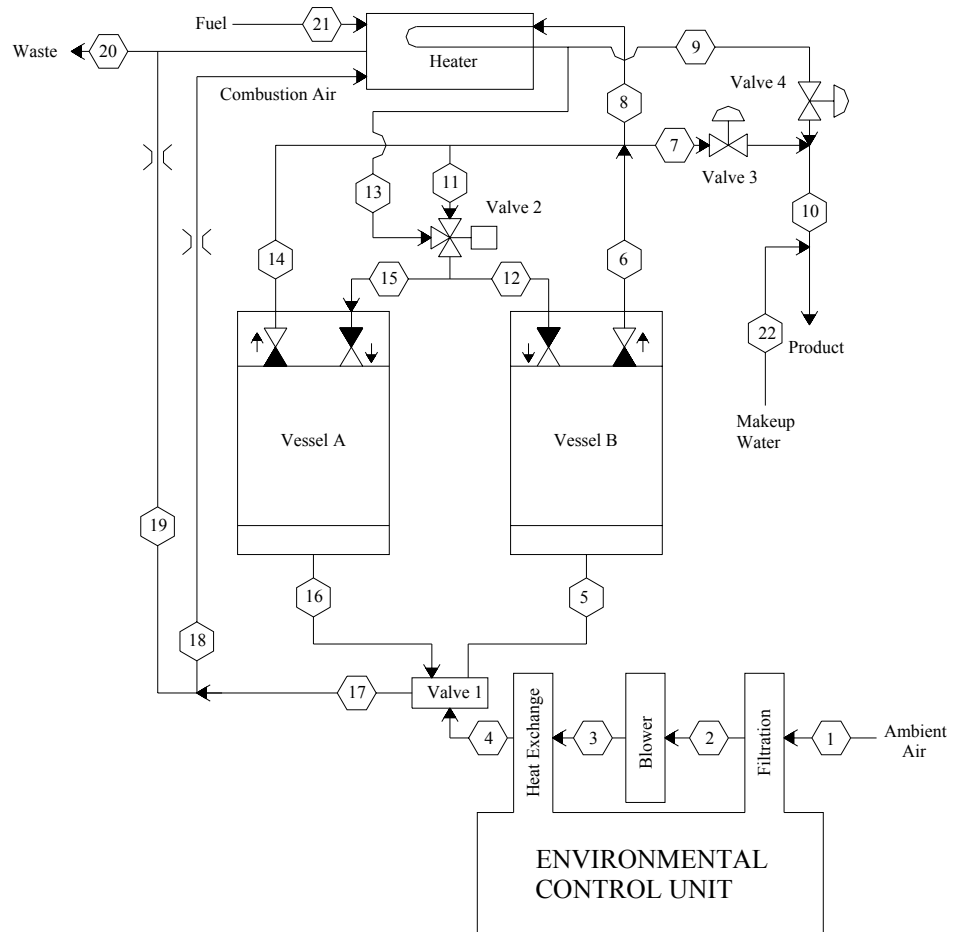 Fuel
21
Waste
20
Heater
9
Combustion Air
Valve 4
8
7
Valve 3
11
13
Valve 2
10
14
6
15
12
22
Product
Makeup
Water
Vessel A
Vessel B
19
16
5
18
17
Valve 1
4
Heat Exchange
3
Blower
2
Filtration
1
Ambient
Air
ENVIRONMENTAL
CONTROL UNIT